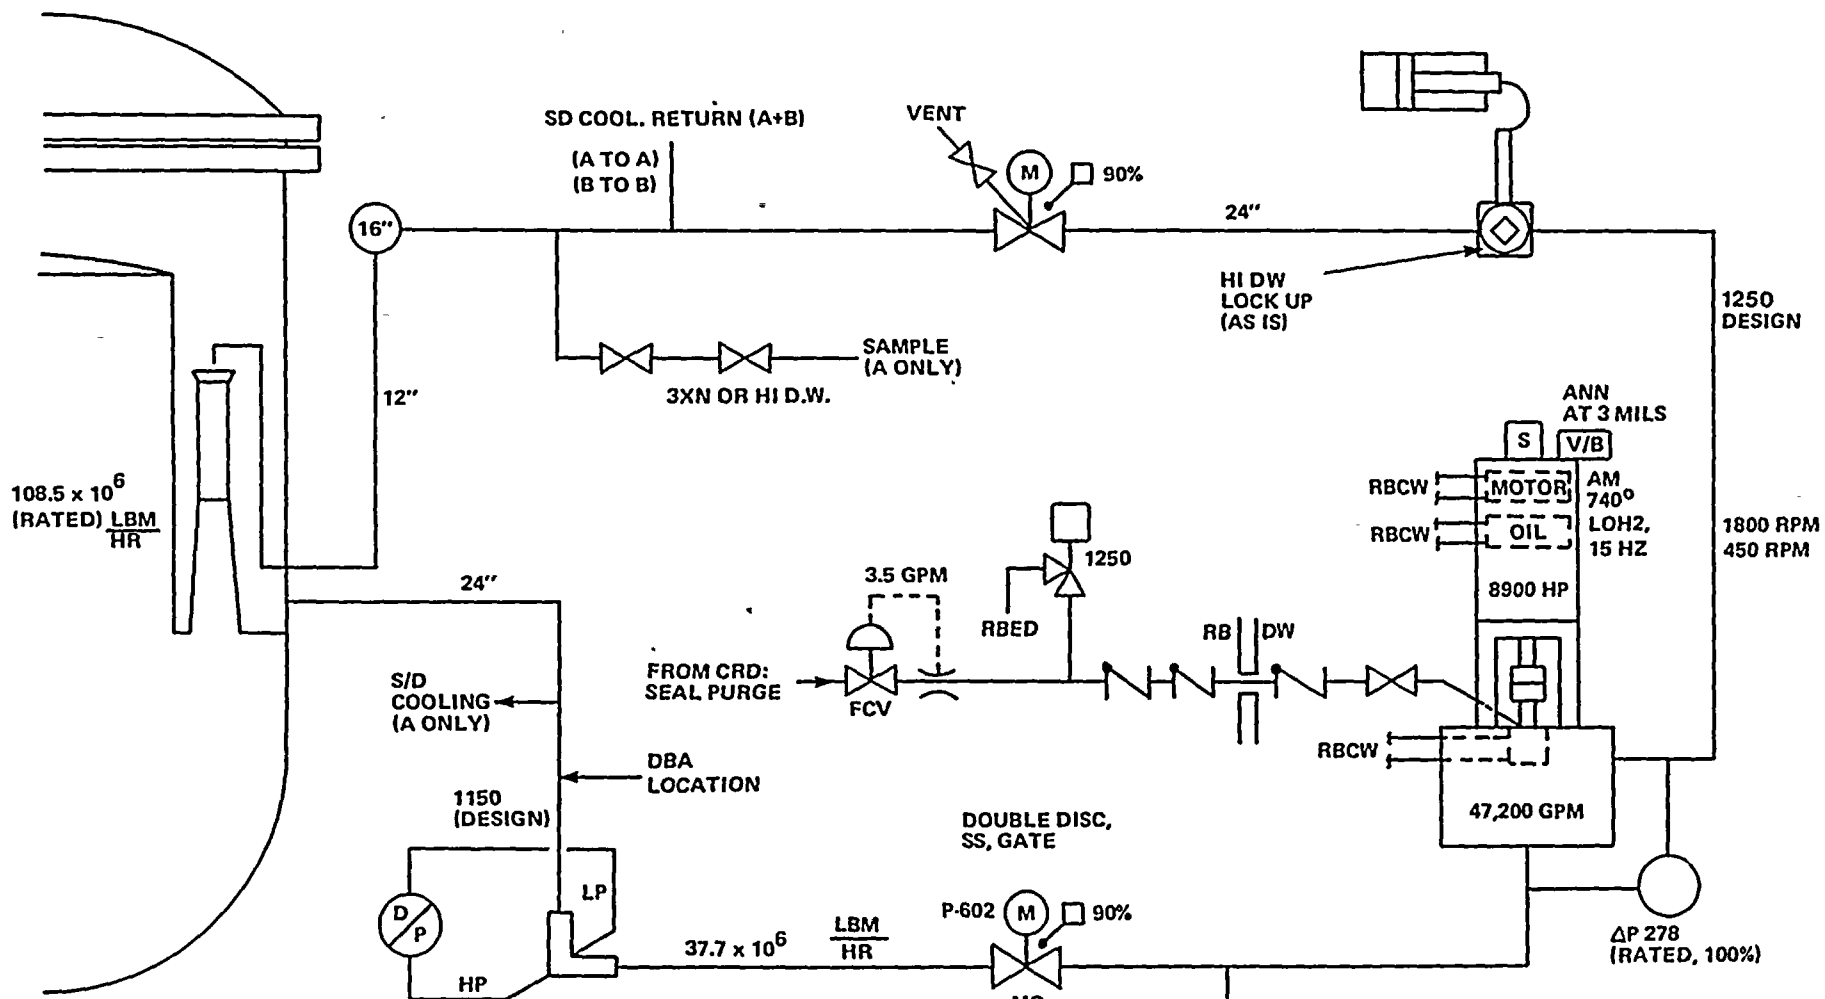 SD COOL. RETURN (A+B)
(A TO A)
(B TO B)
VENT
M
90%
16"
24"
HI DW
LOCK UP
(AS IS)
1250
DESIGN
SAMPLE
(A ONLY)
3XN OR HI D.W.
12"
ANN
AT 3 MILS
S
V/B
RBCW
MOTOR
AM
740°
RBCW
OIL
LOH2,
15 HZ
1800 RPM
450 RPM
8900 HP
108.5 x 10^6
(RATED) LBM
HR
24"
3.5 GPM
1250
RBED
RB
DW
FROM CRD:
SEAL PURGE
FCV
S/D
COOLING
(A ONLY)
RBCW
DBA
LOCATION
47,200 GPM
1150
(DESIGN)
DOUBLE DISC,
SS, GATE
LP
D
P
HP
37.7 x 10^6
LBM
HR
P-602
M
90%
ΔP 278
(RATED, 100%)